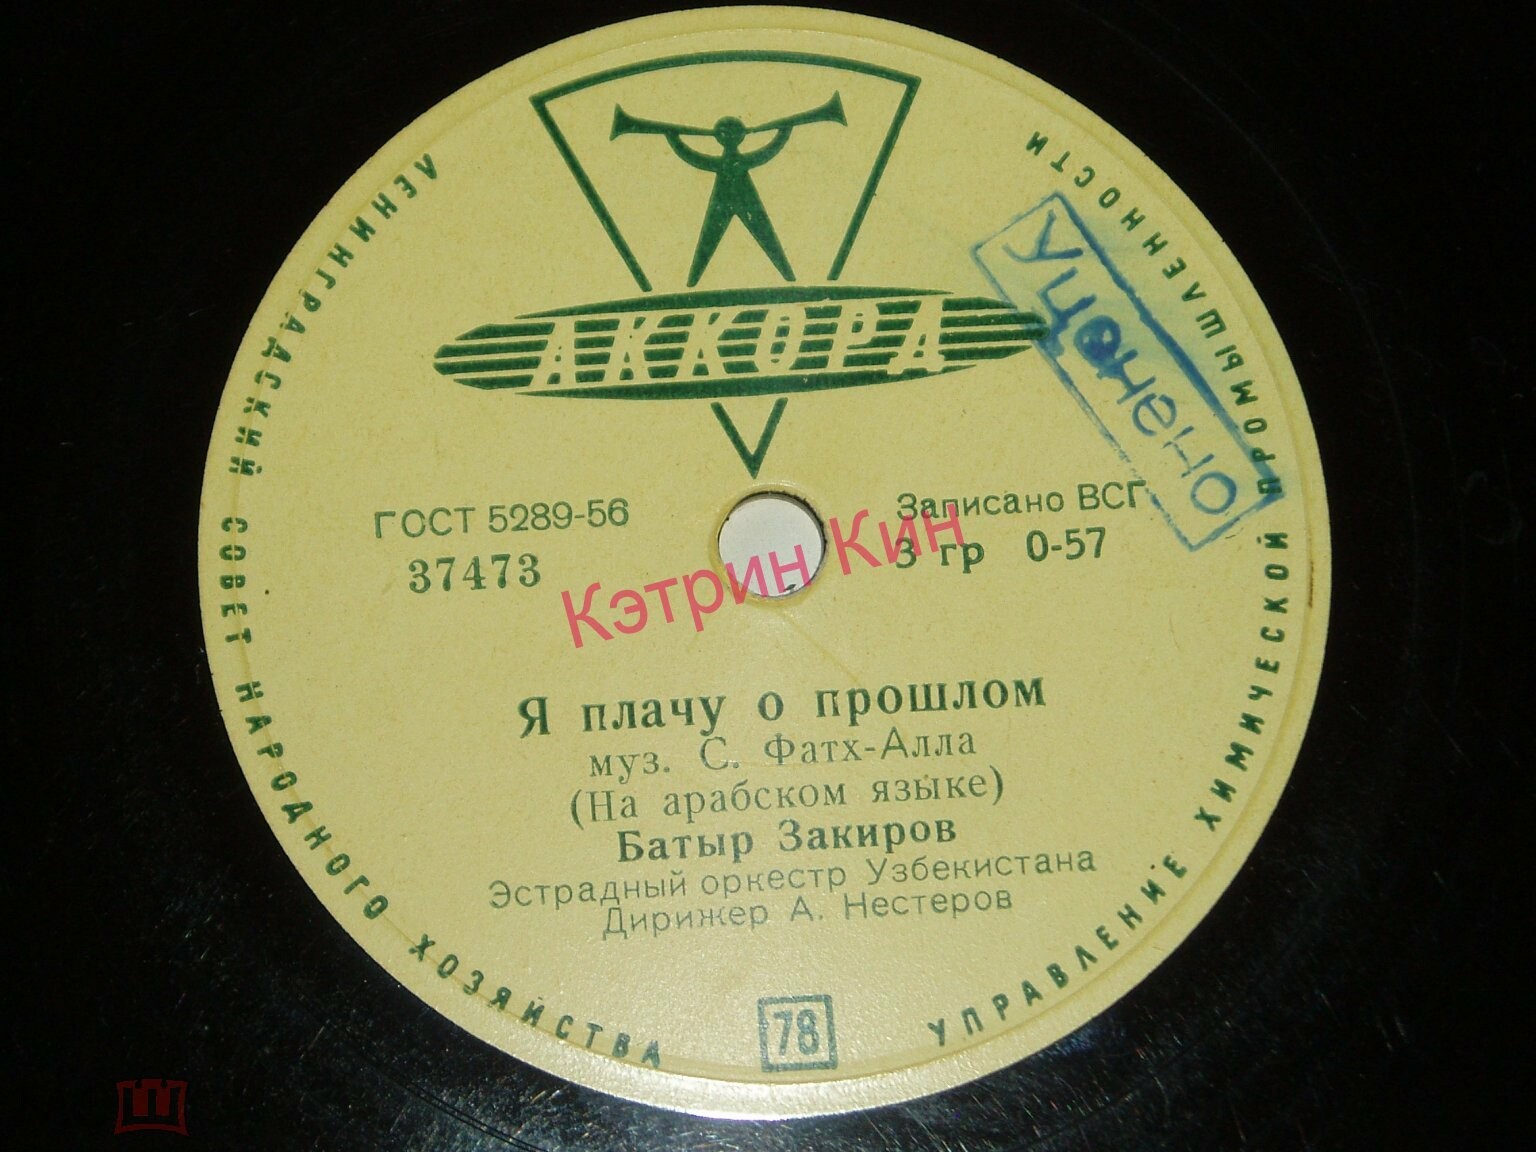 АККОРД
ЛЕНИНГРАДСКИЙ СОВЕТ НАРОДНОГО ХОЗЯЙСТВА
УПРАВЛЕНИЕ ХИМИЧЕСКОЙ ПРОМЫШЛЕННОСТИ
Уценено
ГОСТ 5289-56
37473
Записано ВСГ
3 гр 0-57
Кэтрин Кин
Я плачу о прошлом
муз. С. Фатх-Алла
(На арабском языке)
Батыр Закиров
Эстрадный оркестр Узбекистана
Дирижер А. Нестеров
78